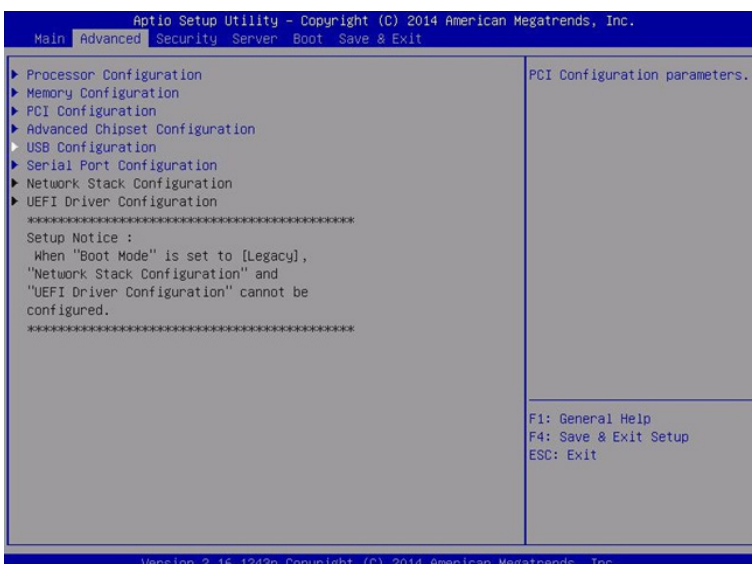 Aptio Setup Utility – Copyright (C) 2014 American Megatrends, Inc.
Main Advanced Security Server Boot Save & Exit
Processor Configuration
Memory Configuration
PCI Configuration
Advanced Chipset Configuration
USB Configuration
Serial Port Configuration
Network Stack Configuration
UEFI Driver Configuration
*******************************************
Setup Notice :
When "Boot Mode" is set to [Legacy],
"Network Stack Configuration" and
"UEFI Driver Configuration" cannot be
configured.
*******************************************
PCI Configuration parameters.
F1: General Help
F4: Save & Exit Setup
ESC: Exit
Version 2.16.1243n Copyright (C) 2014 American Megatrends, Inc.